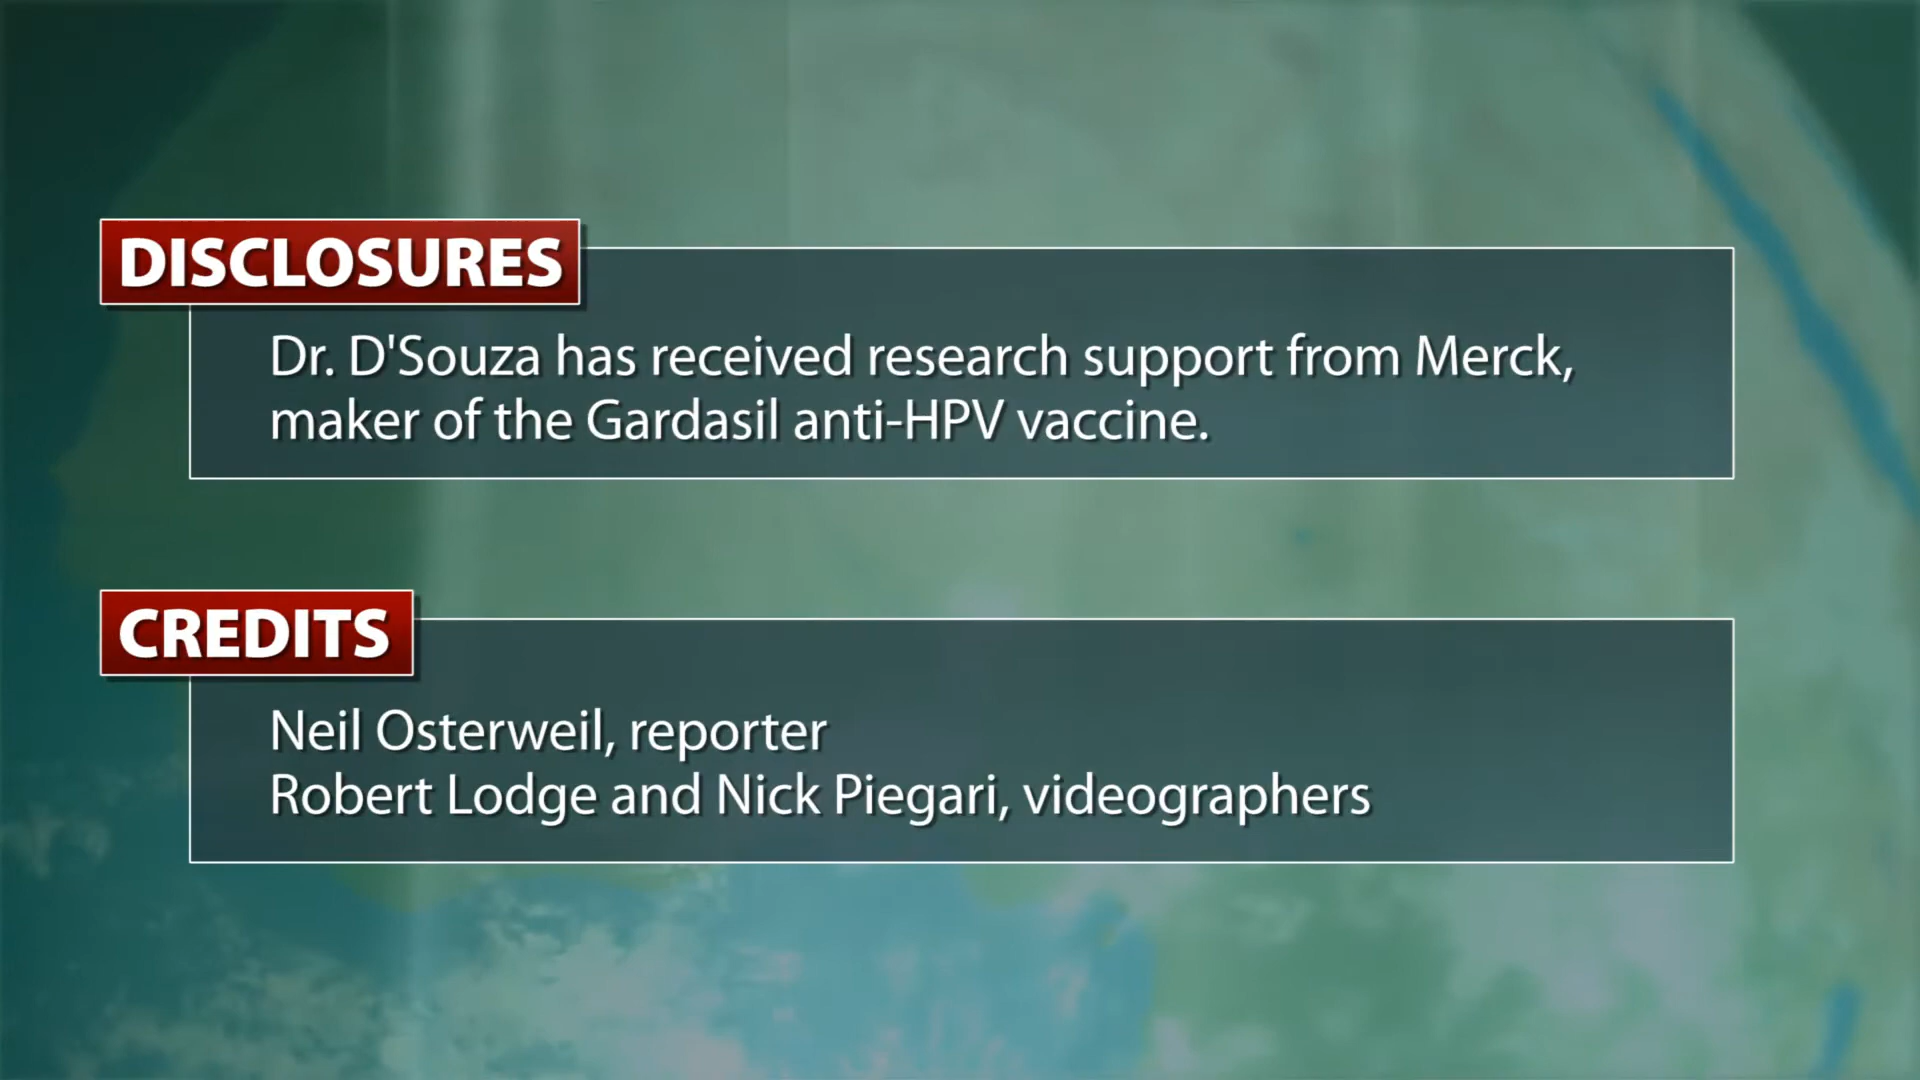 DISCLOSURES
Dr. D'Souza has received research support from Merck,
maker of the Gardasil anti-HPV vaccine.
CREDITS
Neil Osterweil, reporter
Robert Lodge and Nick Piegari, videographers